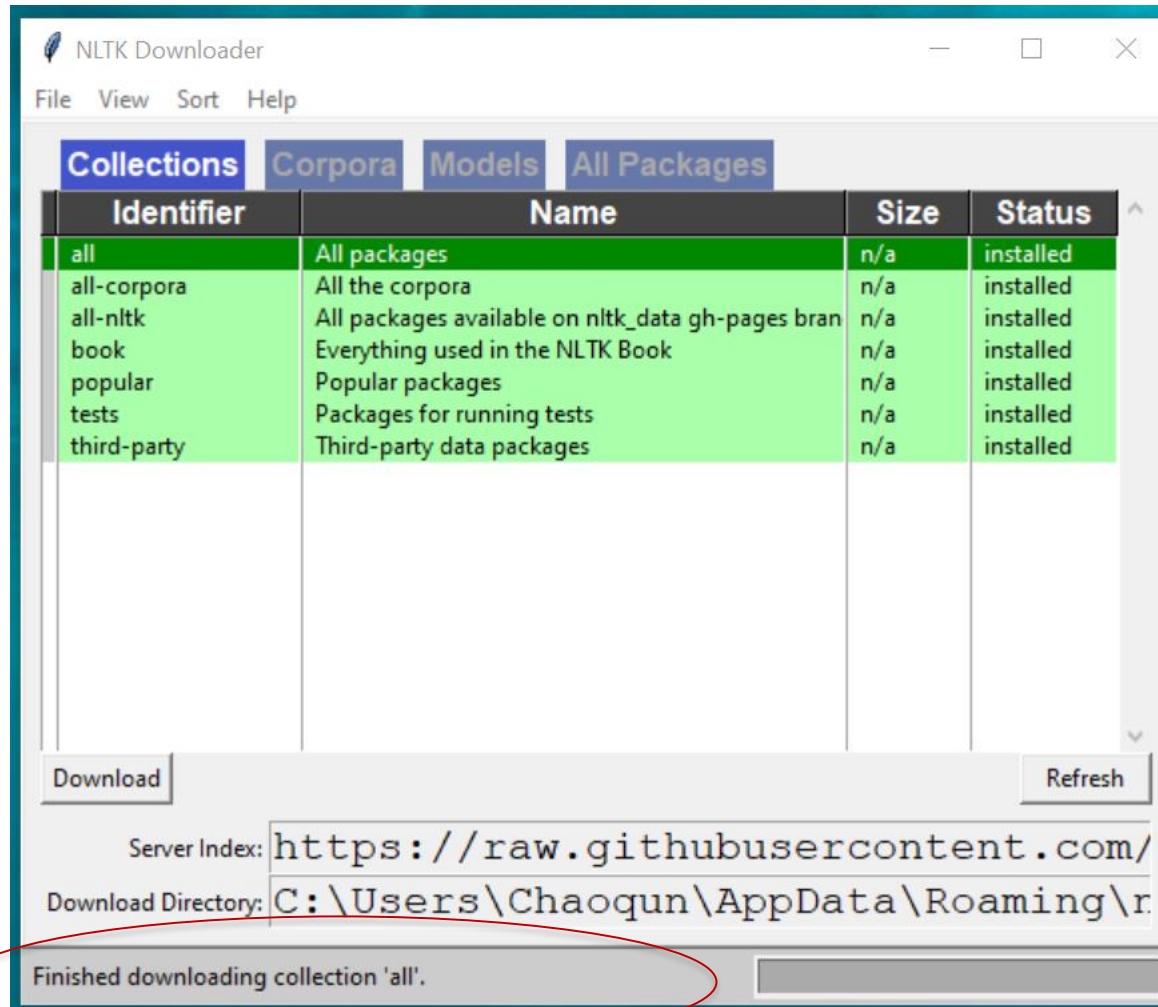 NLTK Downloader
File View Sort Help
Collections Corpora Models All Packages
Identifier Name Size Status
all All packages n/a installed
all-corpora All the corpora n/a installed
all-nltk All packages available on nltk_data gh-pages bran n/a installed
book Everything used in the NLTK Book n/a installed
popular Popular packages n/a installed
tests Packages for running tests n/a installed
third-party Third-party data packages n/a installed
Download Refresh
Server Index: https://raw.githubusercontent.com/
Download Directory: C:\Users\Chaoqun\AppData\Roaming\n
Finished downloading collection 'all'.